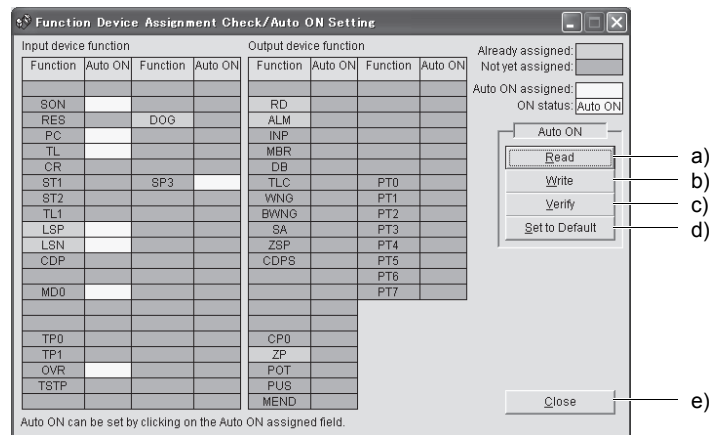 Function Device Assignment Check/Auto ON Setting
Input device function
Output device function
Function Auto ON Function Auto ON
Function Auto ON Function Auto ON
Already assigned:
Not yet assigned:
Auto ON assigned:
ON status: Auto ON
SON
RES DOG
PC
TL
CR
ST1 SP3
ST2
TL1
LSP
LSN
CDP
MD0
TP0
TP1
OVR
TSTP
RD
ALM
INP
MBR
DB
TLC PT0
WNG PT1
BWNG PT2
SA PT3
ZSP PT4
CDPS PT5
PT6
PT7
CP0
ZP
POT
PUS
MEND
Auto ON
Read a)
Write b)
Verify c)
Set to Default d)
Close e)
Auto ON can be set by clicking on the Auto ON assigned field.